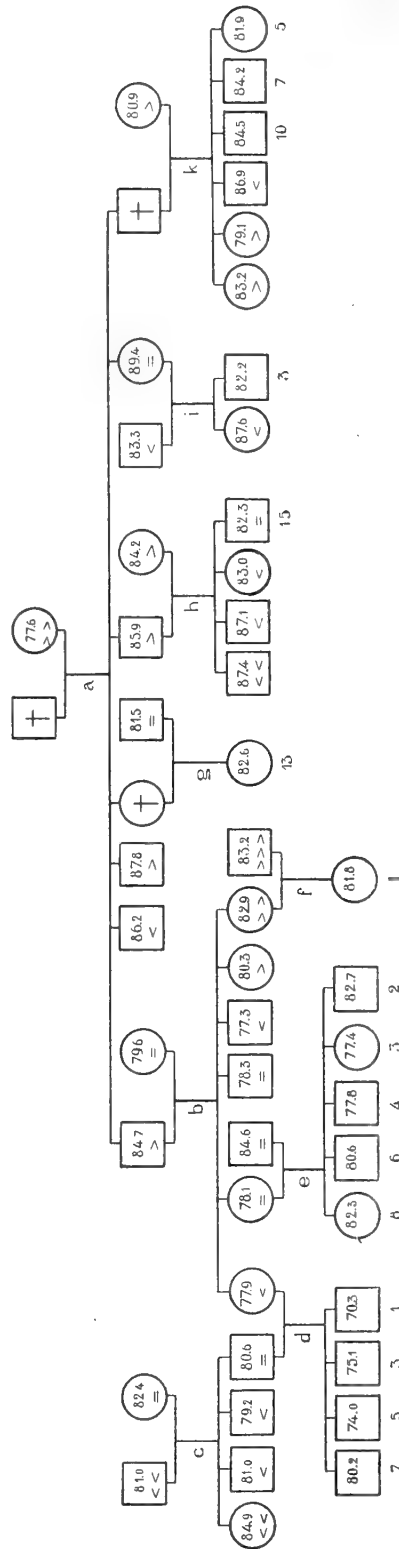 † 77.6
> >
a
81.0 82.4 84.7 79.6 86.2 87.8 † 81.5 85.9 84.2 83.3 89.4 † 80.9
< < = > = < > = > > < = >
c b g h i k
84.9 81.0 79.2 80.6 77.9 78.1 84.6 78.3 77.3 80.3 82.9 83.2 82.6 87.4 87.1 83.0 82.3 87.6 82.2 83.2 79.1 86.9 84.5 84.2 81.9
< < < < < = < = = = < > > > > > > < < < < = < > > <
13 15 3 10 7 5
d e f
80.2 74.0 75.1 70.3 82.3 80.6 77.8 77.4 82.7 81.8
7 5 3 1 8 6 4 3 2 11